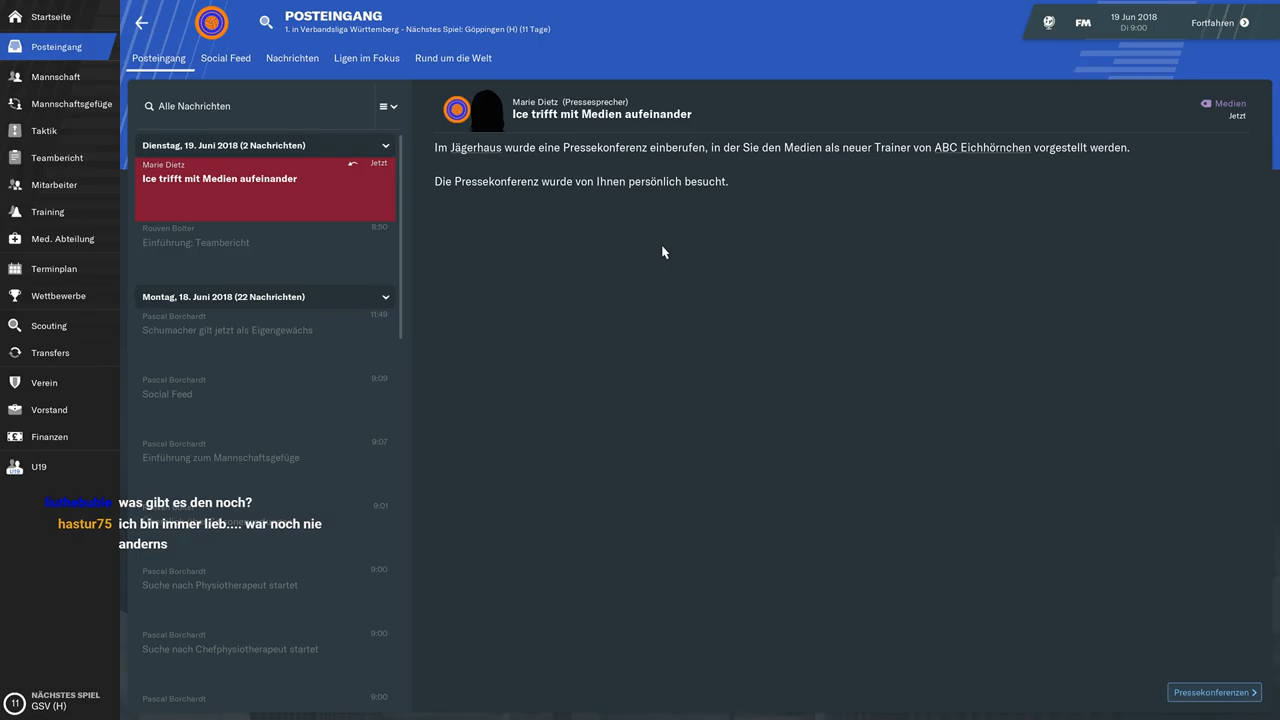 Startseite
Posteingang
Mannschaft
Mannschaftsgefüge
Taktik
Teambericht
Mitarbeiter
Training
Med. Abteilung
Terminplan
Wettbewerbe
Scouting
Transfers
Verein
Vorstand
Finanzen
U19
U19
11
NÄCHSTES SPIEL
GSV (H)
POSTEINGANG
1. in Verbandsliga Württemberg - Nächstes Spiel: Göppingen (H) (11 Tage)
FM
19 Jun 2018
Di 9:00
Fortfahren
Posteingang
Social Feed
Nachrichten
Ligen im Fokus
Rund um die Welt
Alle Nachrichten
Dienstag, 19. Juni 2018 (2 Nachrichten)
Marie Dietz Jetzt
Ice trifft mit Medien aufeinander
Rouven Bolter 8:50
Einführung: Teambericht
Montag, 18. Juni 2018 (22 Nachrichten)
Pascal Borchardt 11:49
Schumacher gilt jetzt als Eigengewächs
Pascal Borchardt 9:09
Social Feed
Pascal Borchardt 9:07
Einführung zum Mannschaftsgefüge
9:01
was gibt es den noch?
hastur75 ich bin immer lieb.... war noch nie
anderns
Pascal Borchardt 9:00
Suche nach Physiotherapeut startet
Pascal Borchardt 9:00
Suche nach Chefphysiotherapeut startet
Pascal Borchardt 9:00
Marie Dietz (Pressesprecher)
Ice trifft mit Medien aufeinander
Medien
Jetzt
Im Jägerhaus wurde eine Pressekonferenz einberufen, in der Sie den Medien als neuer Trainer von ABC Eichhörnchen vorgestellt werden.
Die Pressekonferenz wurde von Ihnen persönlich besucht.
Pressekonferenzen